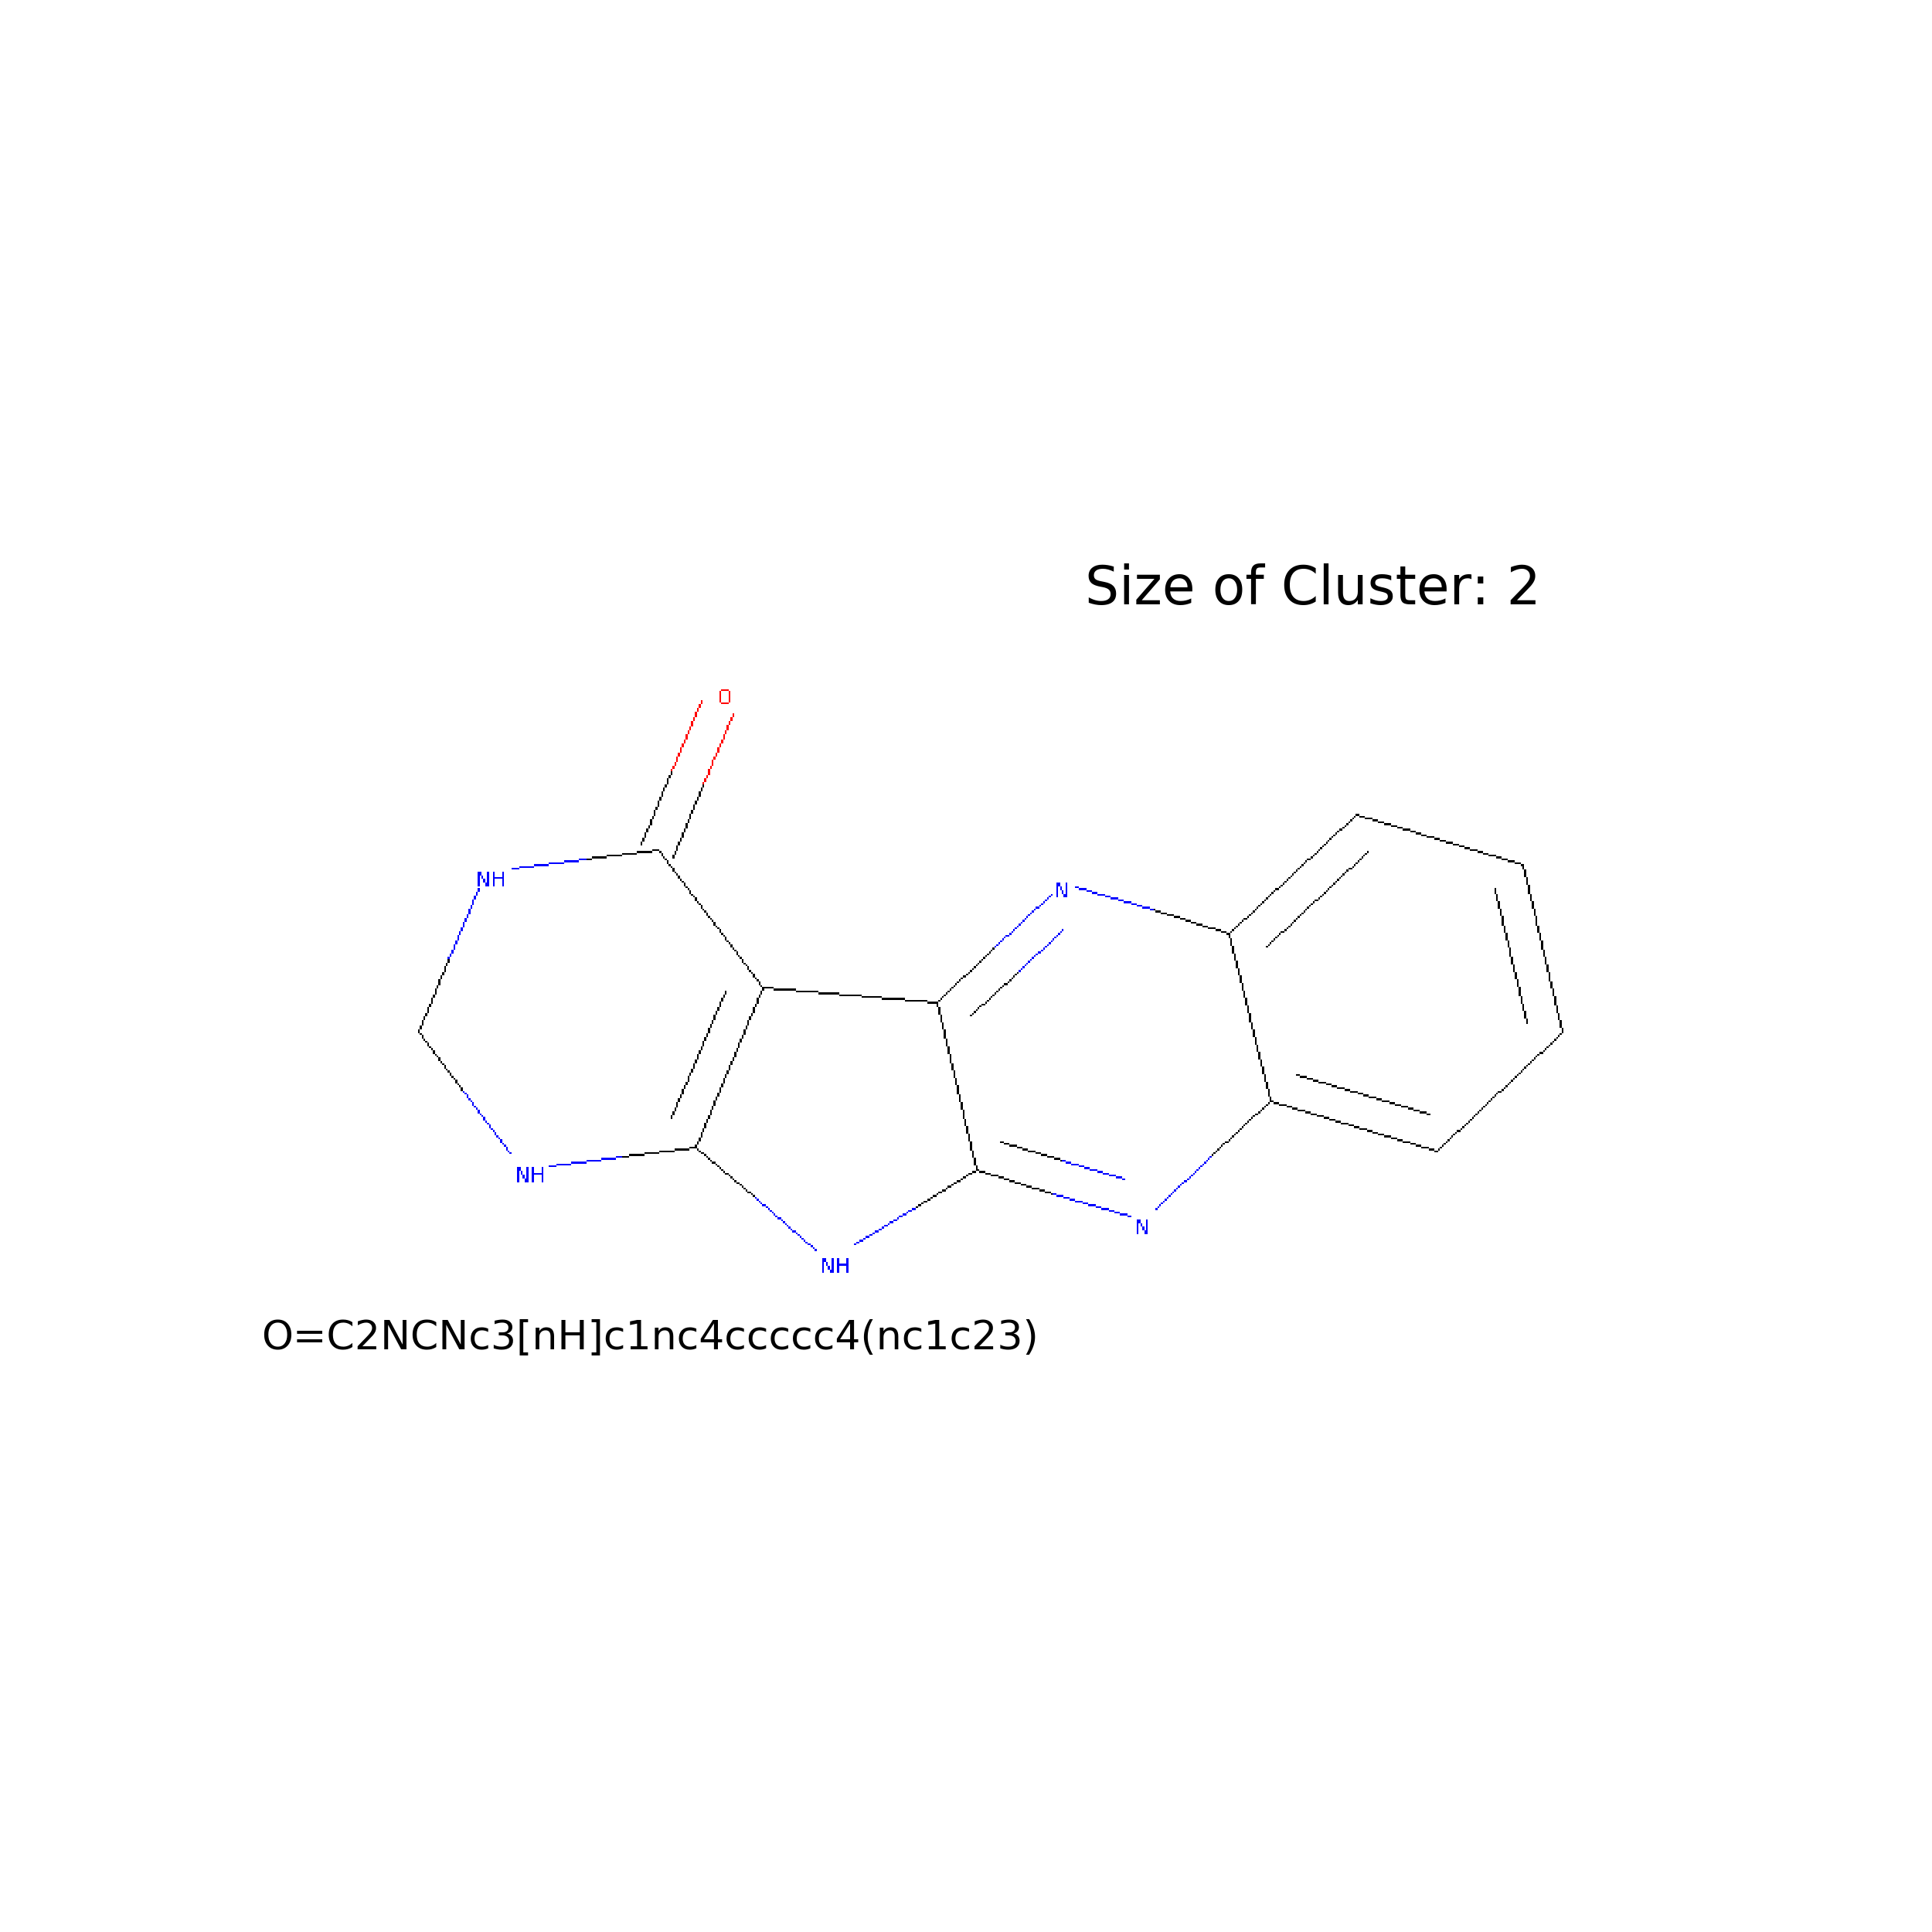 Size of Cluster: 2
O
NH
N
NH
N
NH
O=C2NCNc3[nH]c1nc4ccccc4(nc1c23)